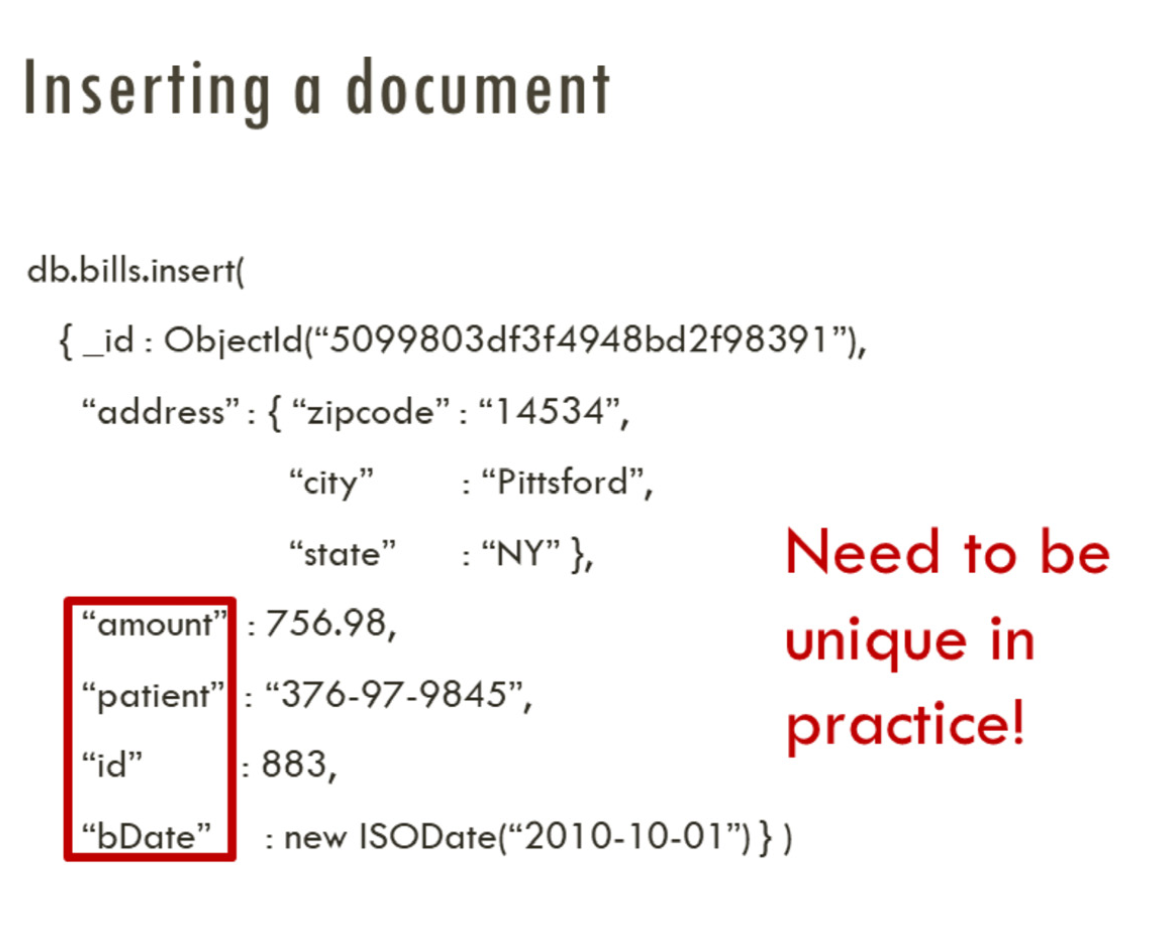 Inserting a document
db.bills.insert(
{ _id : ObjectId(“5099803df3f4948bd2f98391”),
“address” : { “zipcode” : “14534”,
“city” : “Pittsford”,
“state” : “NY” },
“amount” : 756.98,
“patient” : “376-97-9845”,
“id” : 883,
“bDate” : new ISODate(“2010-10-01”) } )
Need to be
unique in
practice!